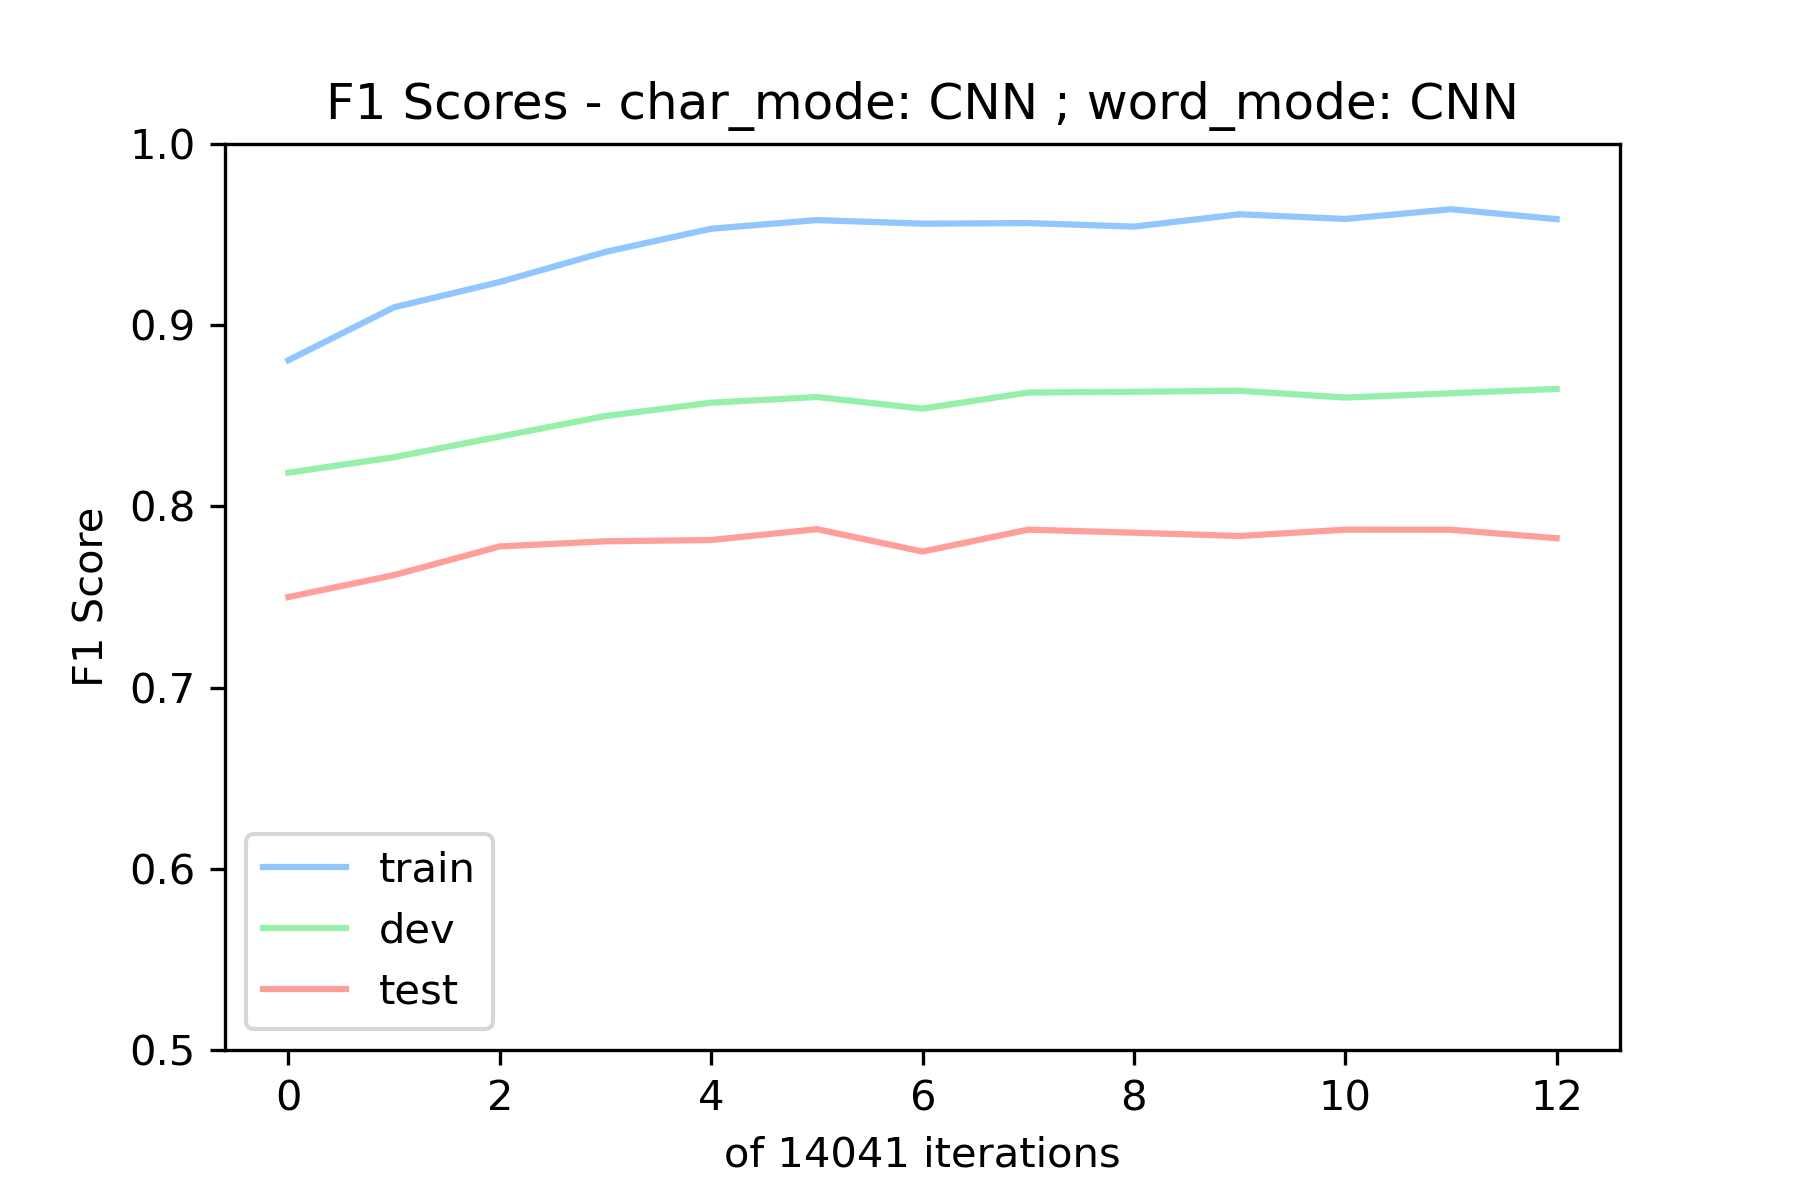 F1 Scores - char_mode: CNN ; word_mode: CNN
1.0
0.9
0.8
0.7
0.6
0.5
F1 Score
train
dev
test
0 2 4 6 8 10 12
of 14041 iterations